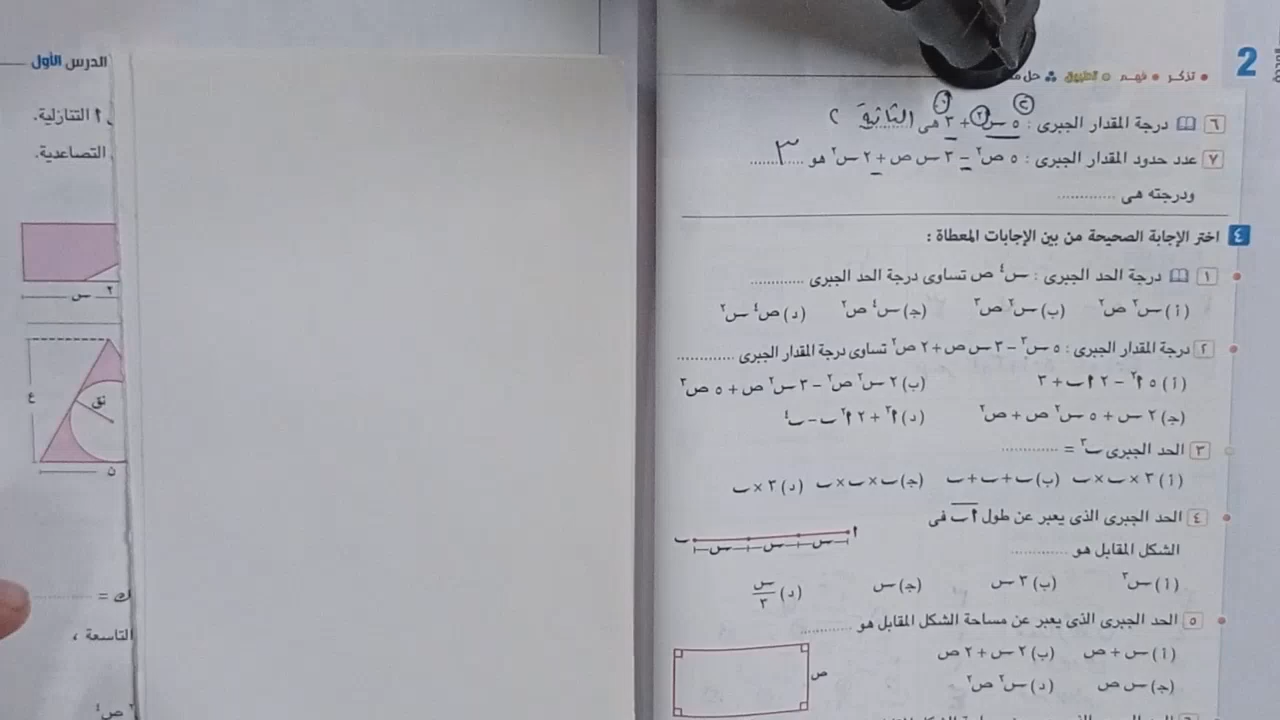 2
• تذكر • فهم ○ تطبيق حل
٦ درجة المقدار الجبرى : ٥ س٢ + ٣ هى الثانية
٧ عدد حدود المقدار الجبرى : ٥ ص٢ – ٣ س ص + ٢ س٢ هو ٣
ودرجته هى ............
٤ اختر الإجابة الصحيحة من بين الإجابات المعطاة :
١ درجة الحد الجبرى : س٤ ص تساوى درجة الحد الجبرى ............
(أ) س٢ ص٢ (ب) س٢ ص٣ (جـ) س٤ ص٢ (د) ص٤ س٢
٢ درجة المقدار الجبرى : ٥ س٣ – ٣ س ص + ٢ ص٢ تساوى درجة المقدار الجبرى ............
(أ) ٥ أ٢ – ٢ أ ب + ٣ (ب) ٢ س٢ ص٢ – ٣ س٢ ص + ٥ ص٣
(جـ) ٢ س + ٥ س٢ ص + ص٢ (د) أ٢ + ٢ أ٢ ب – ب٤
٣ الحد الجبرى ب٣ = ............
(أ) ٣ × ب × ب (ب) ب + ب + ب (جـ) ب × ب × ب (د) ٣ × ب
٤ الحد الجبرى الذى يعبر عن طول أ ب فى
الشكل المقابل هو ............
أ س س س ب
(أ) س٣ (ب) ٣ س (جـ) س (د) س/٣
٥ الحد الجبرى الذى يعبر عن مساحة الشكل المقابل هو ............
(أ) س + ص (ب) ٢ س + ٢ ص
(جـ) س ص (د) س٢ ص٢
ص
الدرس الأول
أ التنازلية.
التصاعدية.
٢ س
ع
نق
ك = ............
التاسعة ،
ص٤